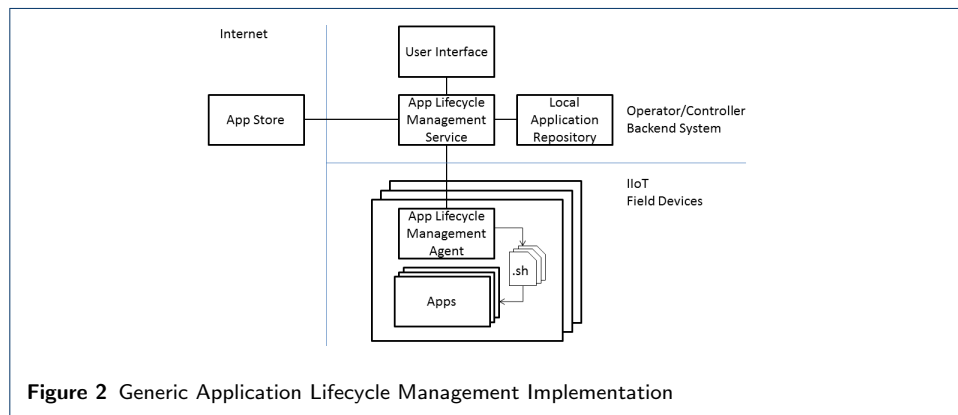 Internet
User Interface
App Store
App Lifecycle
Management
Service
Local
Application
Repository
Operator/Controller
Backend System
IIoT
Field Devices
App Lifecycle
Management
Agent
.sh
Apps
Figure 2 Generic Application Lifecycle Management Implementation